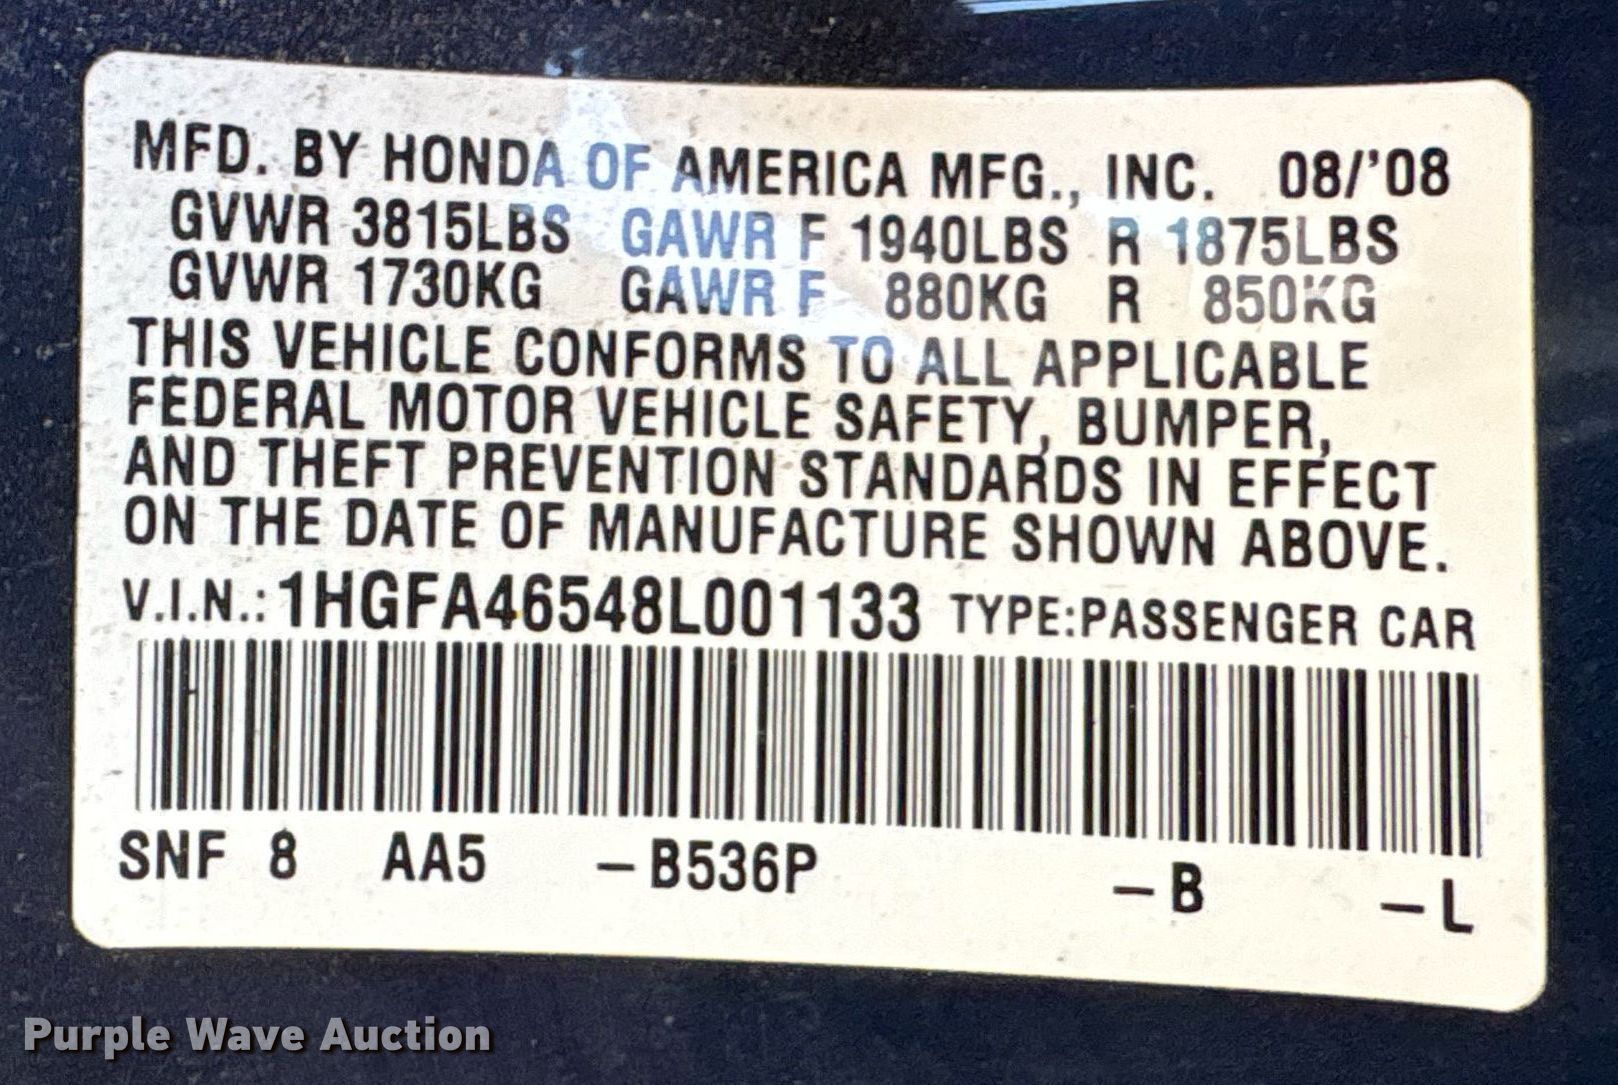 MFD. BY HONDA OF AMERICA MFG., INC. 08/'08
GVWR 3815LBS GAWR F 1940LBS R 1875LBS
GVWR 1730KG GAWR F 880KG R 850KG
THIS VEHICLE CONFORMS TO ALL APPLICABLE
FEDERAL MOTOR VEHICLE SAFETY, BUMPER,
AND THEFT PREVENTION STANDARDS IN EFFECT
ON THE DATE OF MANUFACTURE SHOWN ABOVE.
V.I.N.: 1HGFA46548L001133 TYPE:PASSENGER CAR
SNF 8 AA5 –B536P –B –L
Purple Wave Auction